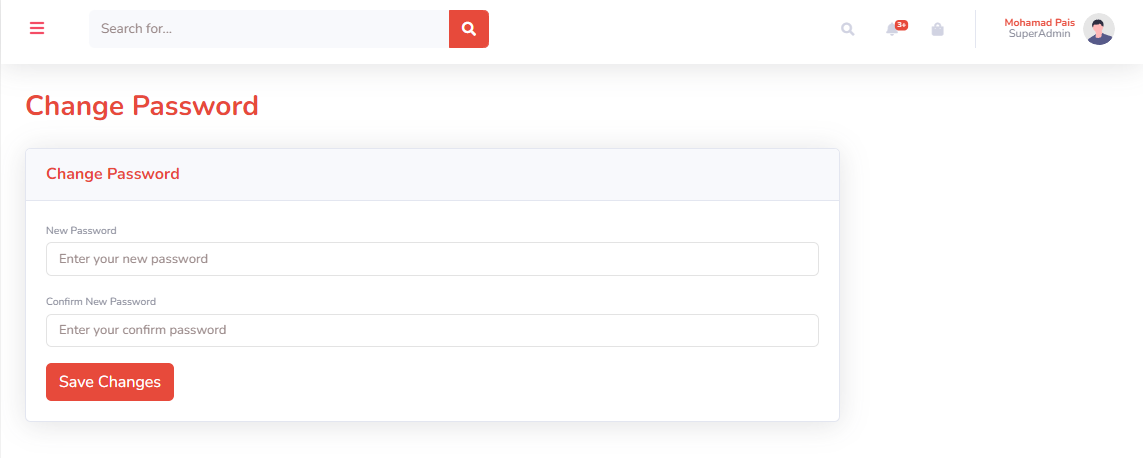 Search for...
3+
Mohamad Pais
SuperAdmin
Change Password
Change Password
New Password
Enter your new password
Confirm New Password
Enter your confirm password
Save Changes